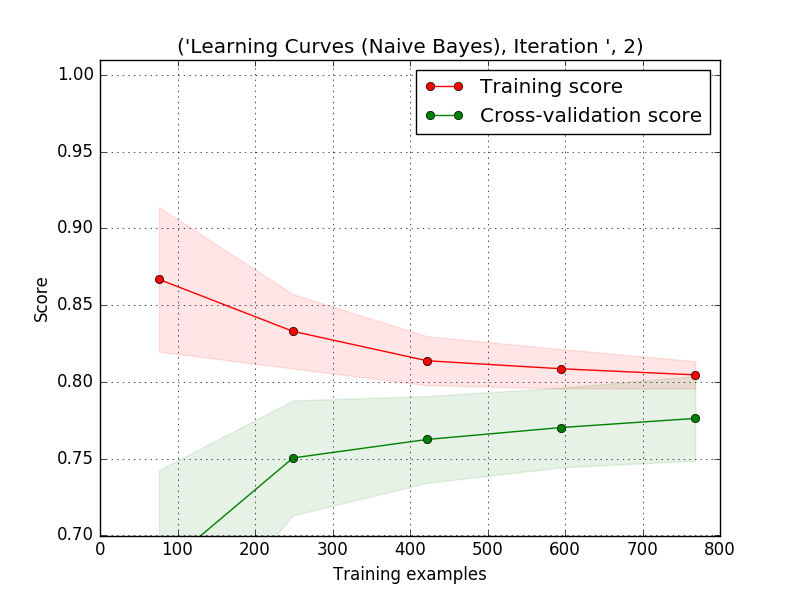 ('Learning Curves (Naive Bayes), Iteration ', 2)
Training score
Cross-validation score
1.00
0.95
0.90
0.85
0.80
0.75
0.70
Score
0 100 200 300 400 500 600 700 800
Training examples